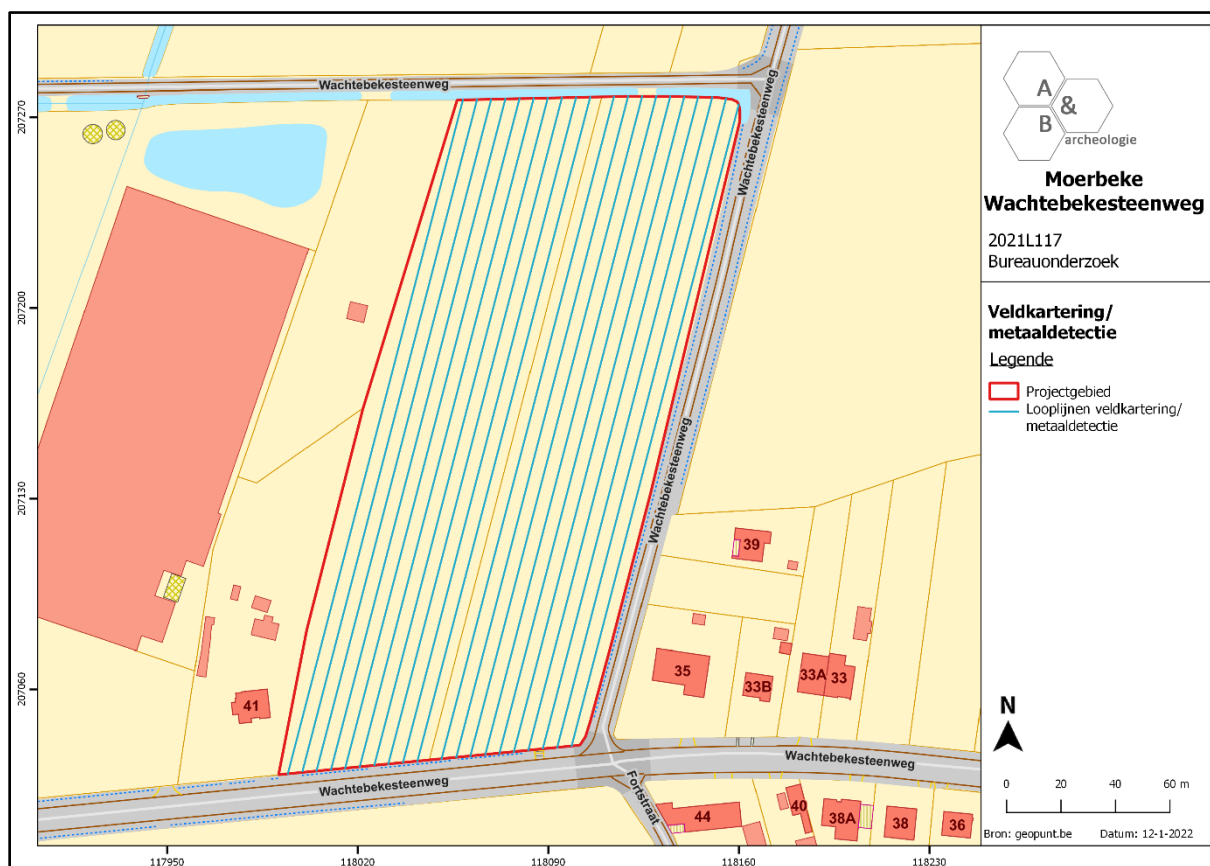 Wachtebekesteenweg
Wachtebekesteenweg
Wachtebekesteenweg
Wachtebekesteenweg
Wachtebekesteenweg
Fortstraat
39
35
33B
33A
33
41
44
40
38A
38
36
207270
207200
207130
207060
117950
118020
118090
118160
118230
A
&
B
archeologie
Moerbeke
Wachtebekesteenweg
2021L117
Bureauonderzoek
Veldkartering/
metaaldetectie
Legende
Projectgebied
Looplijnen veldkartering/
metaaldetectie
N
0 20 40 60 m
Bron: geopunt.be Datum: 12-1-2022